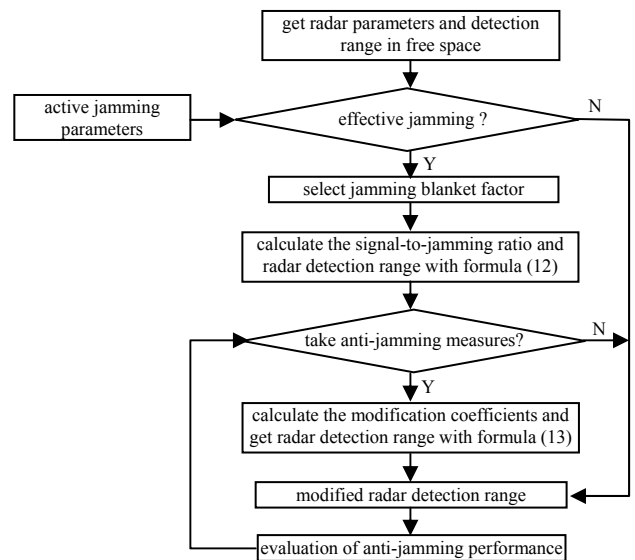 get radar parameters and detection
range in free space
active jamming
parameters
effective jamming ?
N
Y
select jamming blanket factor
calculate the signal-to-jamming ratio and
radar detection range with formula (12)
take anti-jamming measures?
N
Y
calculate the modification coefficients and
get radar detection range with formula (13)
modified radar detection range
evaluation of anti-jamming performance